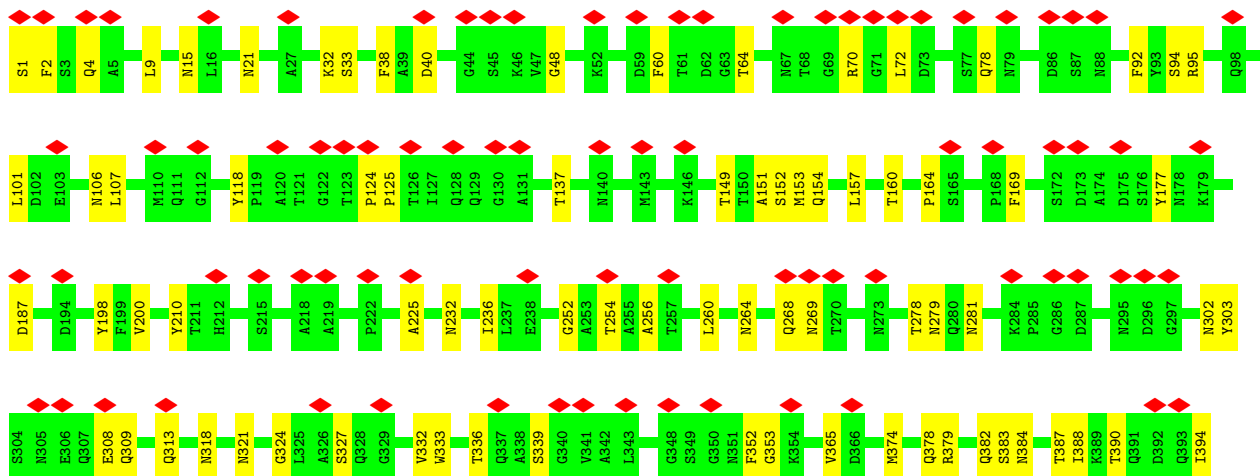 S1 F2 S3 Q4 A5 L9 N15 L16 N21 A27 K32 S33 F38 A39 D40 G44 S45 K46 V47 G48 K52 D59 F60 T61 D62 G63 T64 N67 T68 G69 R70 G71 L72 D73 S77 Q78 N79 D86 S87 N88 F92 Y93 S94 R95 Q98
L101 D102 E103 N106 L107 M110 Q111 G112 Y118 P119 A120 T121 G122 T123 P124 P125 T126 I127 Q128 Q129 G130 A131 T137 N140 M143 K146 T149 T150 A151 S152 M153 Q154 L157 T160 P164 S165 P168 F169 S172 D173 A174 D175 S176 Y177 N178 K179
D187 D194 Y198 F199 V200 Y210 T211 H212 S215 A218 A219 P222 A225 N232 I236 L237 E238 G252 A253 T254 A255 A256 T257 L260 N264 Q268 N269 T270 N273 T278 N279 Q280 N281 K284 P285 G286 D287 N295 D296 G297 N302 Y303
S304 N305 E306 Q307 E308 Q309 Q313 N318 N321 G324 L325 A326 S327 Q328 G329 V332 W333 T336 Q337 A338 S339 G340 V341 A342 L343 G348 S349 G350 N351 F352 G353 K354 V365 D366 M374 Q378 R379 Q382 S383 N384 T387 I388 K389 T390 Q391 D392 Q393 I394